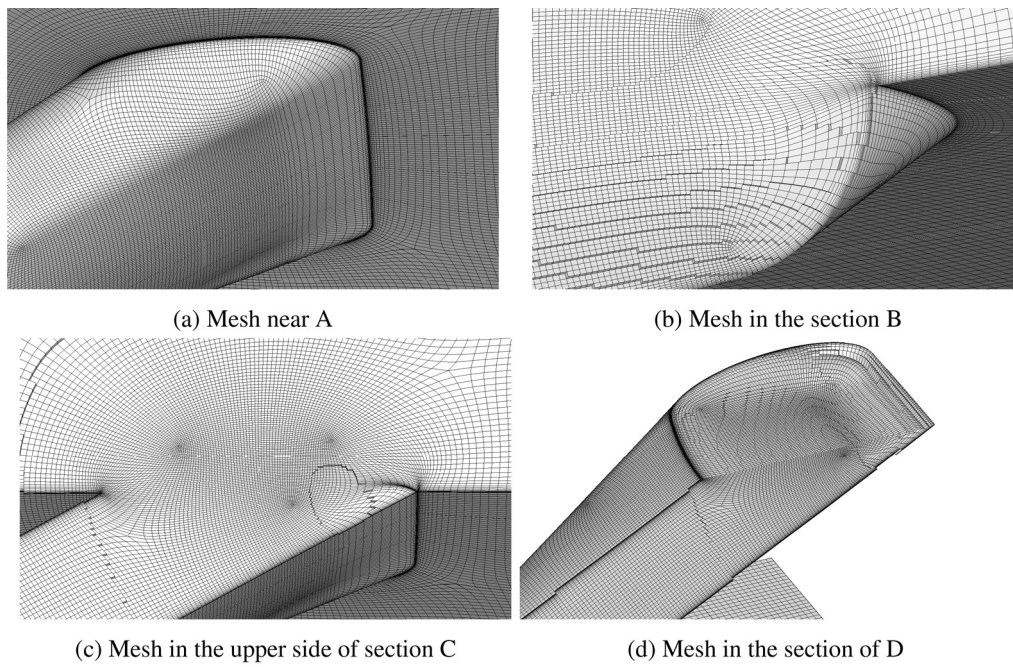 (a) Mesh near A
(b) Mesh in the section B
(c) Mesh in the upper side of section C
(d) Mesh in the section of D